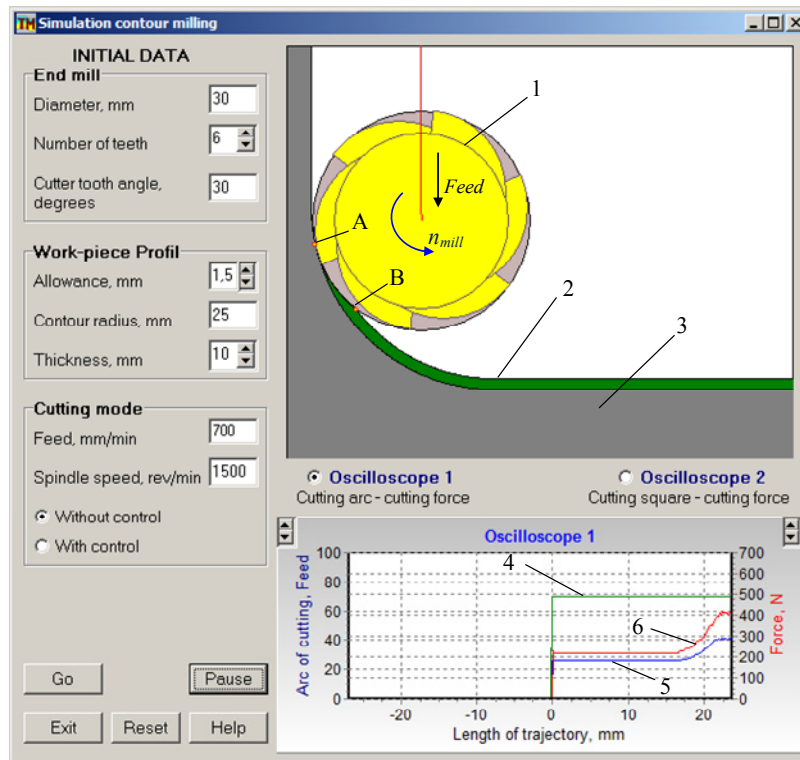 TM Simulation contour milling
INITIAL DATA
End mill
Diameter, mm 30
Number of teeth 6
Cutter tooth angle, degrees 30
Work-piece Profil
Allowance, mm 1,5
Contour radius, mm 25
Thickness, mm 10
Cutting mode
Feed, mm/min 700
Spindle speed, rev/min 1500
Without control
With control
Go
Pause
Exit
Reset
Help
1
Feed
A
n mill
B
2
3
Oscilloscope 1
Cutting arc - cutting force
Oscilloscope 2
Cutting square - cutting force
Oscilloscope 1
Arc of cutting, Feed
100
80
60
40
20
0
4
6
5
700
600
500
400
300
200
100
0
Force, N
-20 -10 0 10 20
Length of trajectory, mm